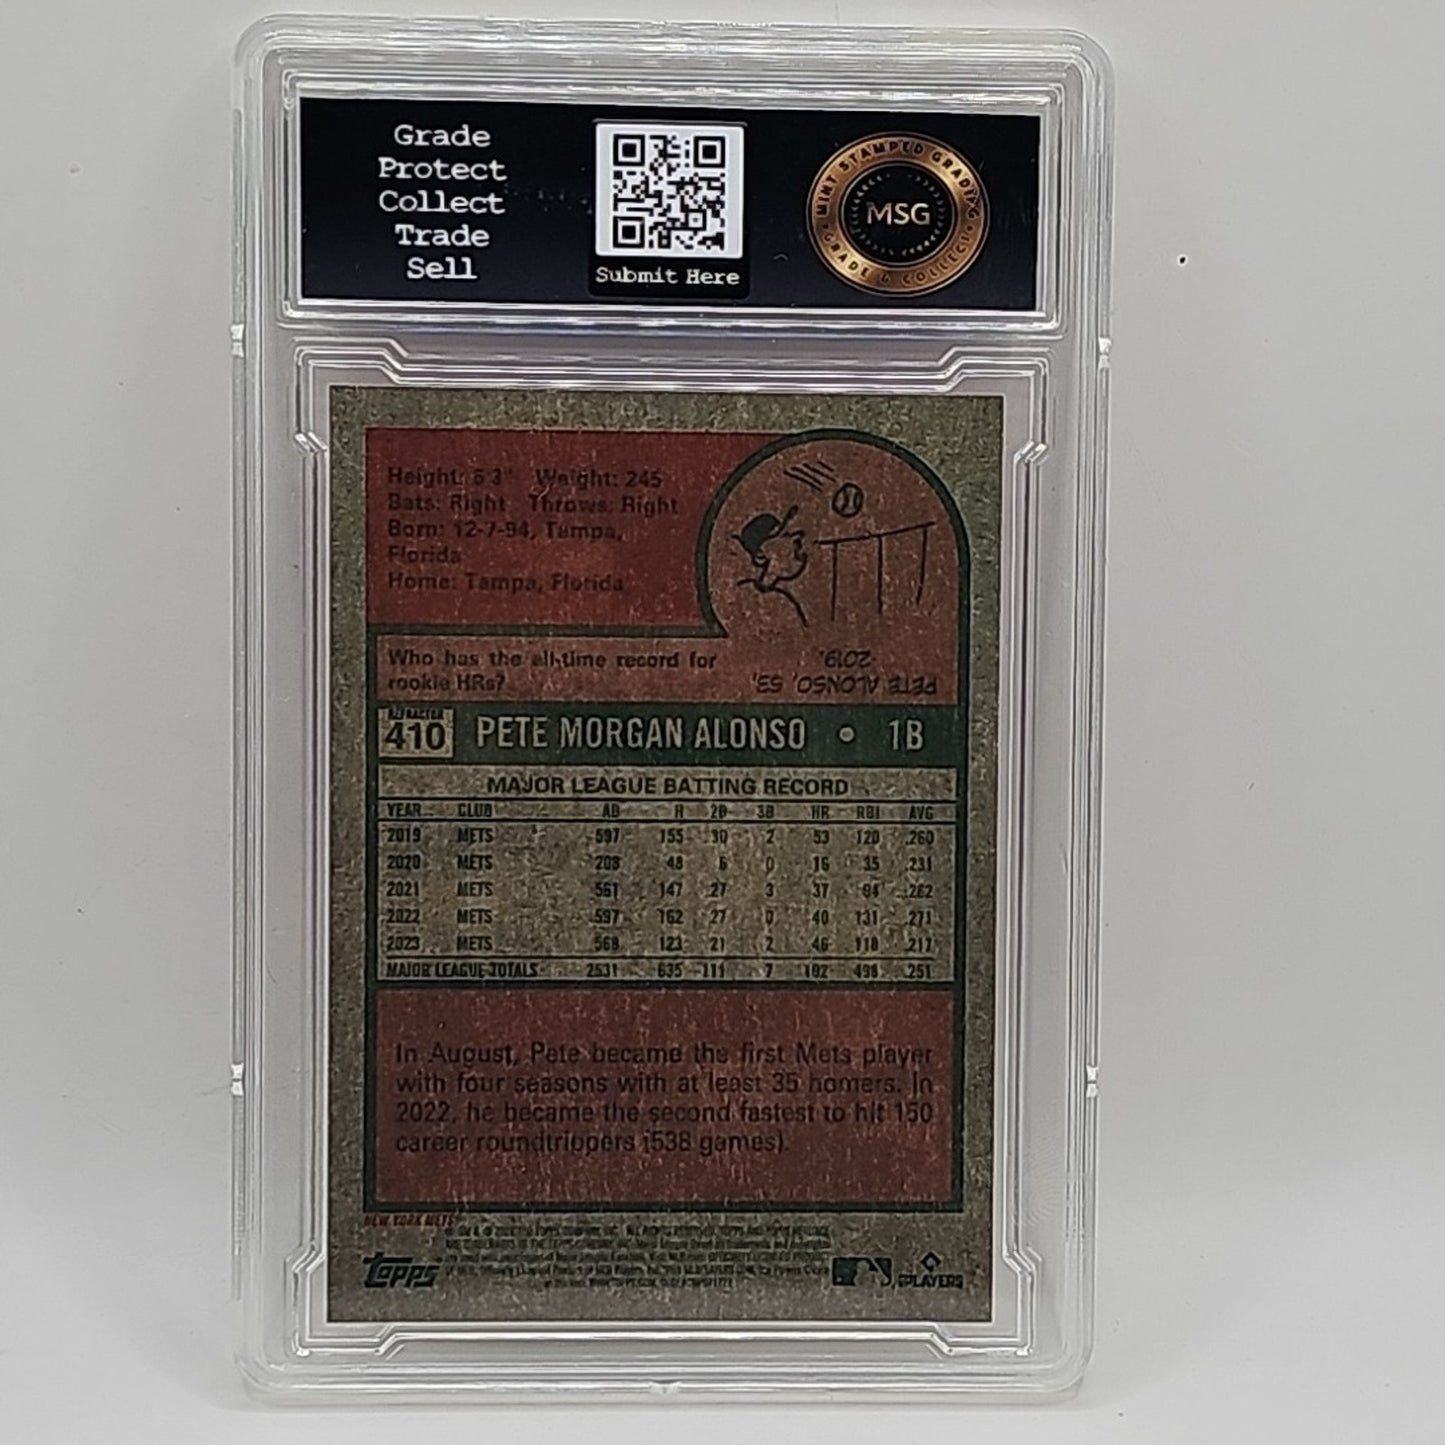 Grade
Protect
Collect
Trade
Sell
Submit Here
MINT STAMPED GRADING
MSG
GRADE & COLLECT
Height: 6'3" Weight: 245
Bats: Right Throws: Right
Born: 12-7-94, Tampa,
Florida
Home: Tampa, Florida
Who has the all-time record for
rookie HRs?
PETE ALONSO, 53,
2019.
REFRACTOR
410 PETE MORGAN ALONSO • 1B
MAJOR LEAGUE BATTING RECORD
YEAR CLUB AB H 2B 3B HR RBI AVG
2019 METS 597 155 30 2 53 120 .260
2020 METS 208 48 6 0 16 35 .231
2021 METS 561 147 27 3 37 94 .262
2022 METS 597 162 27 0 40 131 .271
2023 METS 568 123 21 2 46 118 .217
MAJOR LEAGUE TOTALS 2531 635 111 7 192 498 .251
In August, Pete became the first Mets player
with four seasons with at least 35 homers. In
2022, he became the second fastest to hit 150
career roundtrippers (538 games).
NEW YORK METS
Topps
PLAYERS